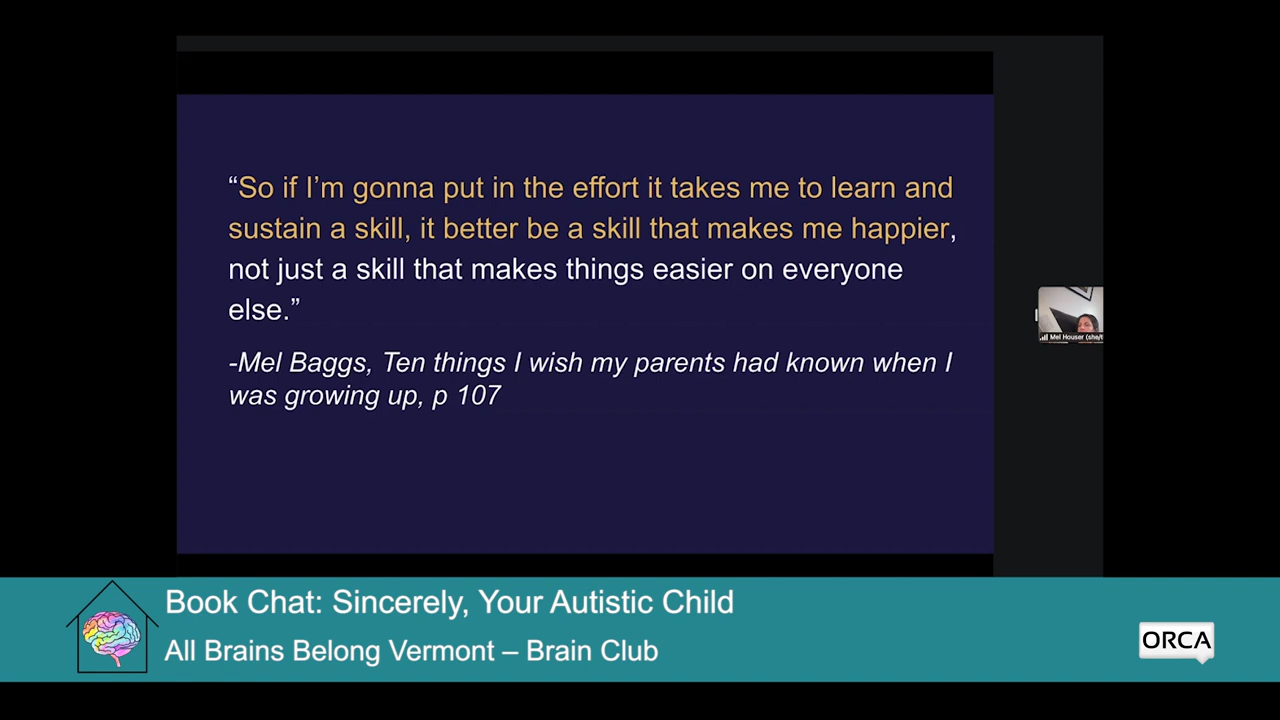 “So if I’m gonna put in the effort it takes me to learn and
sustain a skill, it better be a skill that makes me happier,
not just a skill that makes things easier on everyone
else.”
-Mel Baggs, Ten things I wish my parents had known when I
was growing up, p 107
Mel Houser (she/t
Book Chat: Sincerely, Your Autistic Child
All Brains Belong Vermont – Brain Club
ORCA